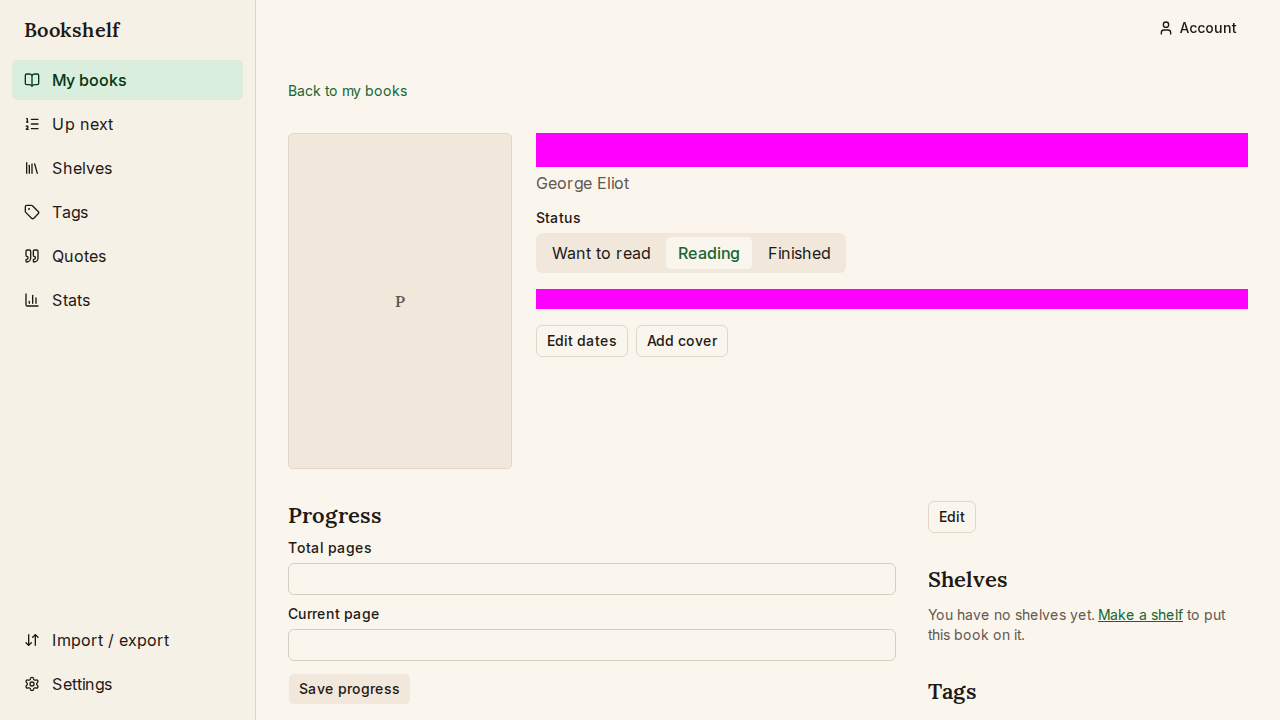 Bookshelf
My books
Up next
Shelves
Tags
Quotes
Stats
Import / export
Settings
Account
Back to my books
P
George Eliot
Status
Want to read
Reading
Finished
Edit dates
Add cover
Progress
Total pages
Current page
Save progress
Edit
Shelves
You have no shelves yet. Make a shelf to put
this book on it.
Tags